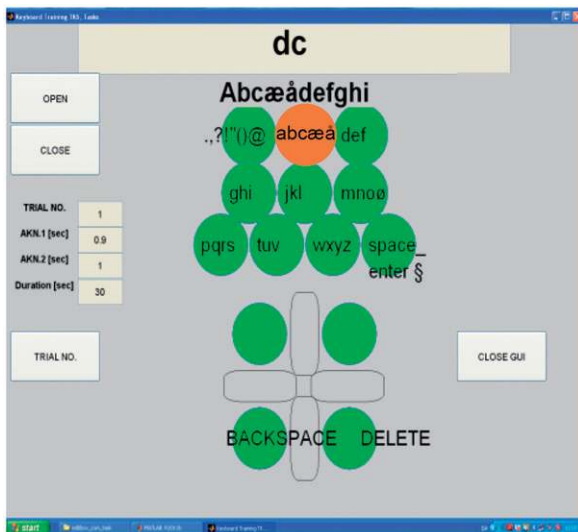 Keyboard Training TKS, Tasks
dc
OPEN
Abcæådefghi
.,?!"()@ abcæå def
CLOSE
ghi jkl mnoø
TRIAL NO. 1
AKN.1 [sec] 0.9
pqrs tuv wxyz space_
AKN.2 [sec] 1
enter §
Duration [sec] 30
TRIAL NO.
CLOSE GUI
BACKSPACE DELETE
start